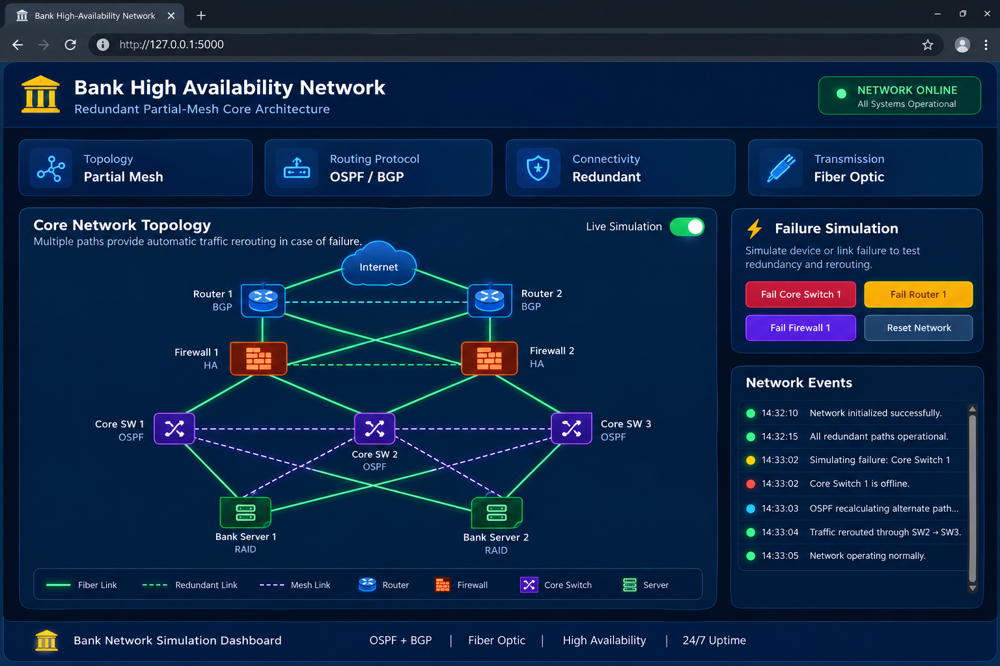 Bank High-Availability Network
http://127.0.0.1:5000
Bank High Availability Network
Redundant Partial-Mesh Core Architecture
NETWORK ONLINE
All Systems Operational
Topology
Partial Mesh
Routing Protocol
OSPF / BGP
Connectivity
Redundant
Transmission
Fiber Optic
Core Network Topology
Multiple paths provide automatic traffic rerouting in case of failure.
Live Simulation
Internet
Router 1
BGP
Router 2
BGP
Firewall 1
HA
Firewall 2
HA
Core SW 1
OSPF
Core SW 2
OSPF
Core SW 3
OSPF
Bank Server 1
RAID
Bank Server 2
RAID
Fiber Link
Redundant Link
Mesh Link
Router
Firewall
Core Switch
Server
Failure Simulation
Simulate device or link failure to test
redundancy and rerouting.
Fail Core Switch 1
Fail Router 1
Fail Firewall 1
Reset Network
Network Events
14:32:10 Network initialized successfully.
14:32:15 All redundant paths operational.
14:33:02 Simulating failure: Core Switch 1
14:33:02 Core Switch 1 is offline.
14:33:03 OSPF recalculating alternate path...
14:33:04 Traffic rerouted through SW2 → SW3.
14:33:05 Network operating normally.
Bank Network Simulation Dashboard
OSPF + BGP | Fiber Optic | High Availability | 24/7 Uptime